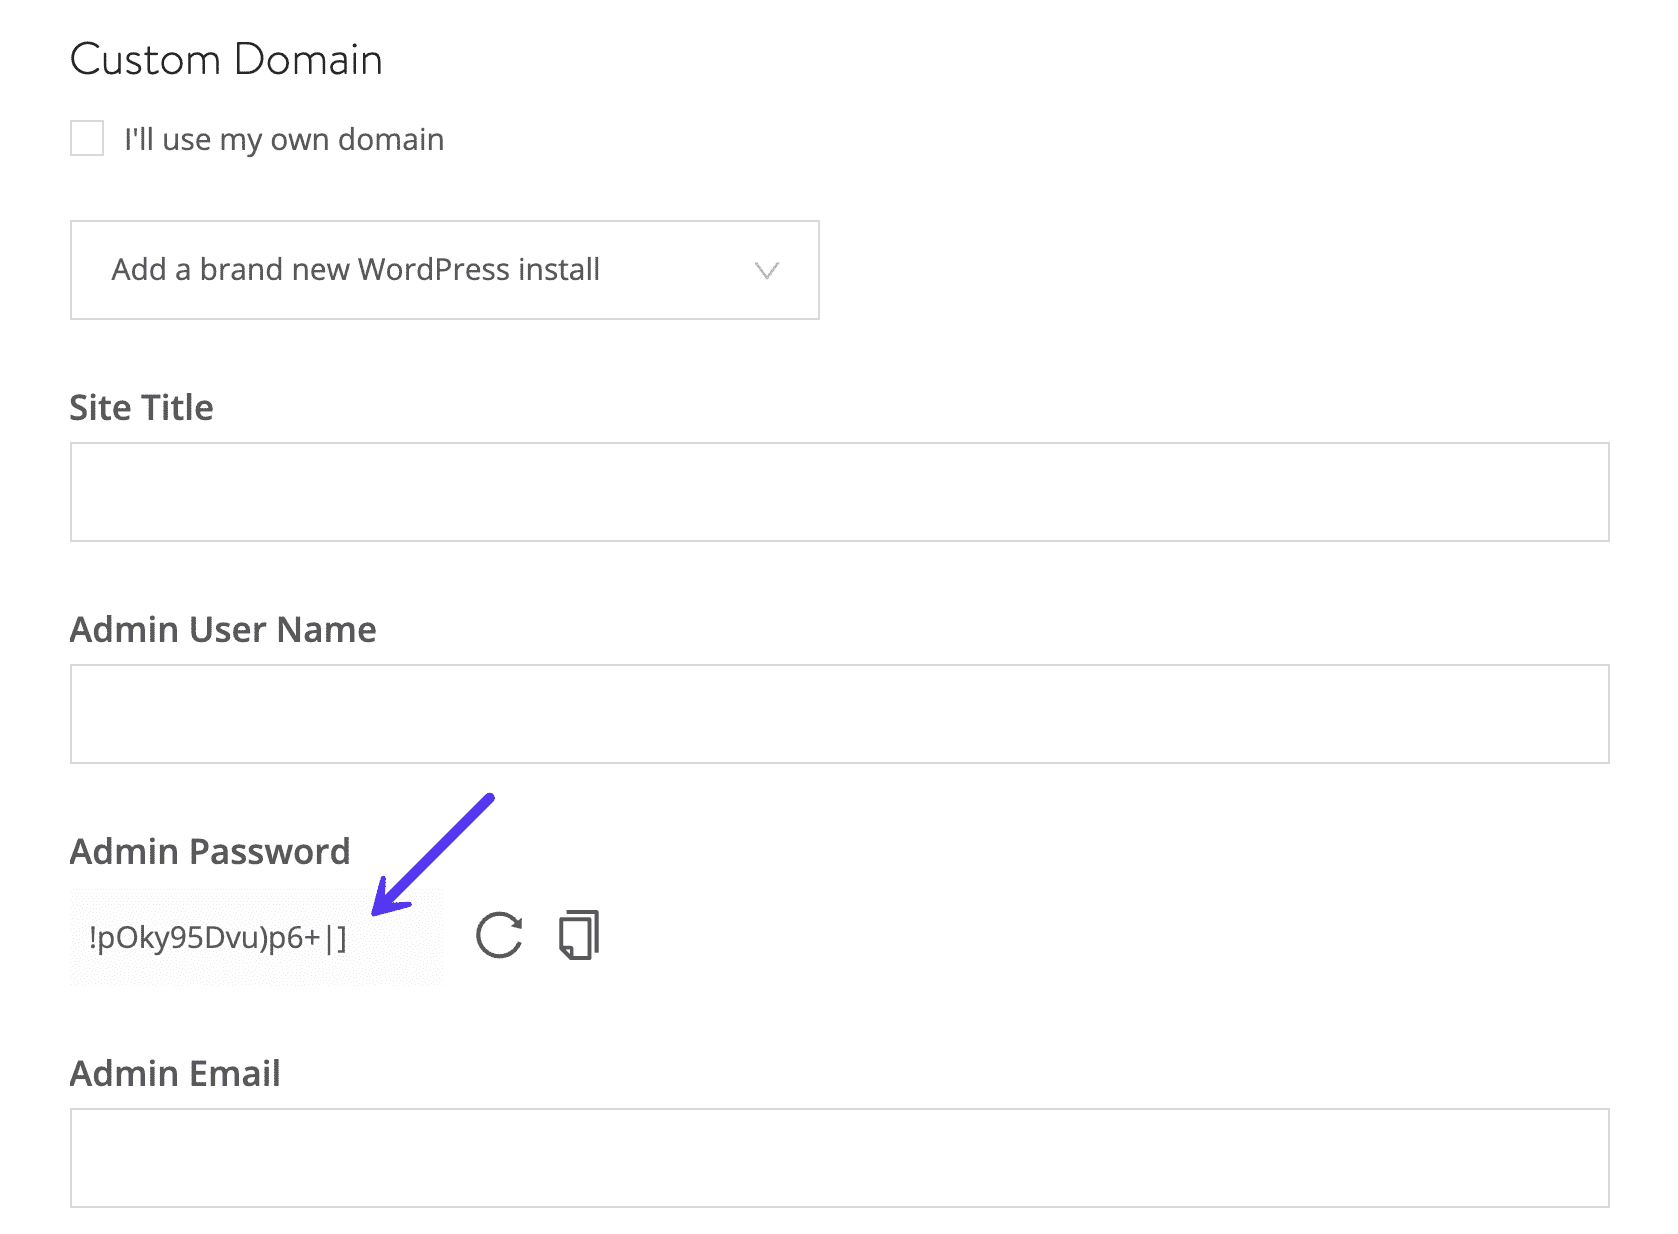 Custom Domain
I'll use my own domain
Add a brand new WordPress install
Site Title
Admin User Name
Admin Password
!pOky95Dvu)p6+|]
Admin Email